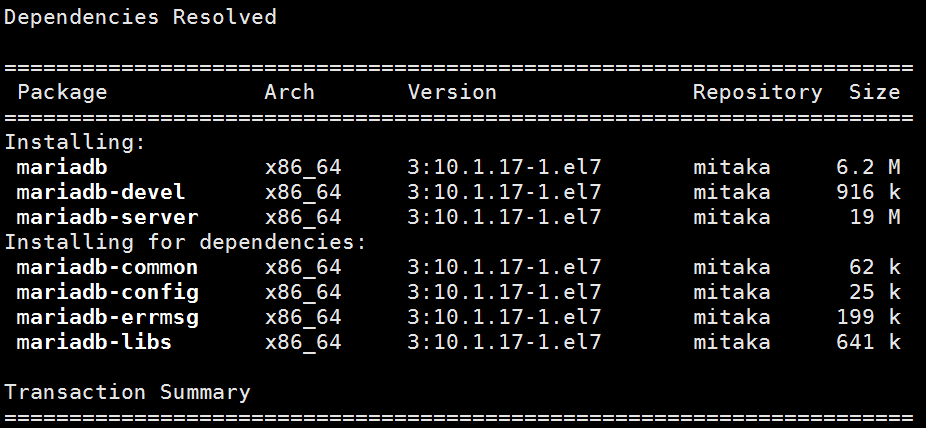 Dependencies Resolved
================================================================================
Package Arch Version Repository Size
================================================================================
Installing:
mariadb x86_64 3:10.1.17-1.el7 mitaka 6.2 M
mariadb-devel x86_64 3:10.1.17-1.el7 mitaka 916 k
mariadb-server x86_64 3:10.1.17-1.el7 mitaka 19 M
Installing for dependencies:
mariadb-common x86_64 3:10.1.17-1.el7 mitaka 62 k
mariadb-config x86_64 3:10.1.17-1.el7 mitaka 25 k
mariadb-errmsg x86_64 3:10.1.17-1.el7 mitaka 199 k
mariadb-libs x86_64 3:10.1.17-1.el7 mitaka 641 k
Transaction Summary
================================================================================